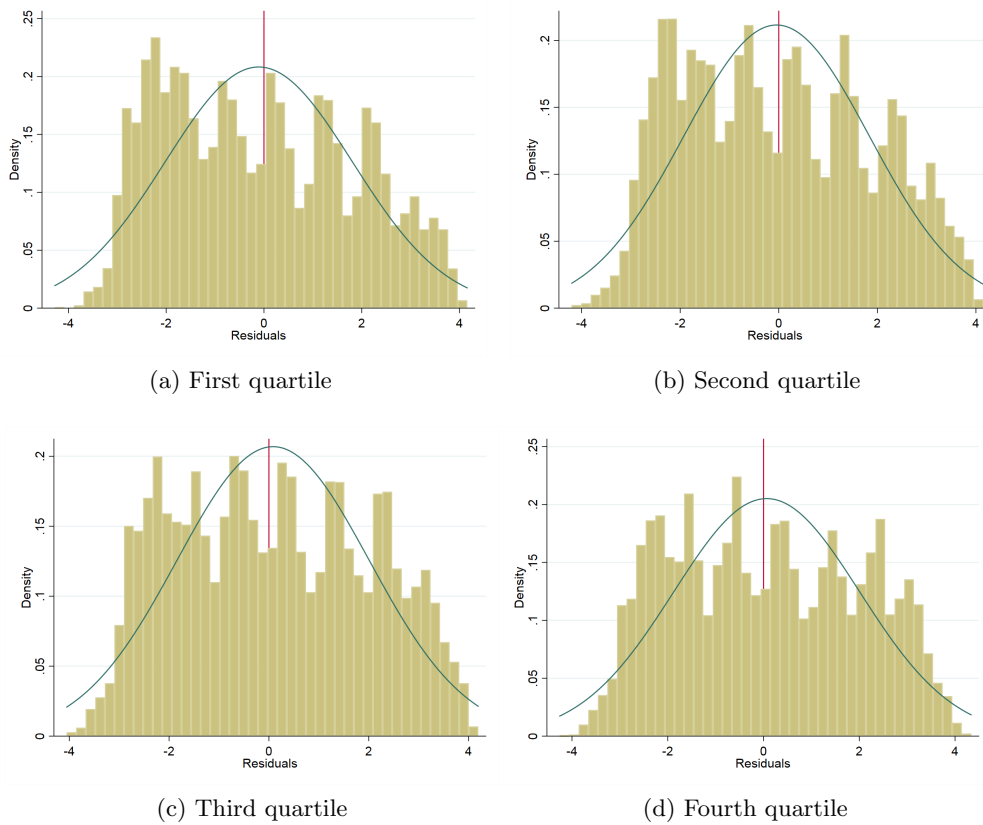 .25
.2
.15
.1
.05
0
Density
-4 -2 0 2 4
Residuals
(a) First quartile
.2
.15
.1
.05
0
Density
-4 -2 0 2 4
Residuals
(b) Second quartile
.2
.15
.1
.05
0
Density
-4 -2 0 2 4
Residuals
(c) Third quartile
.25
.2
.15
.1
.05
0
Density
-4 -2 0 2 4
Residuals
(d) Fourth quartile